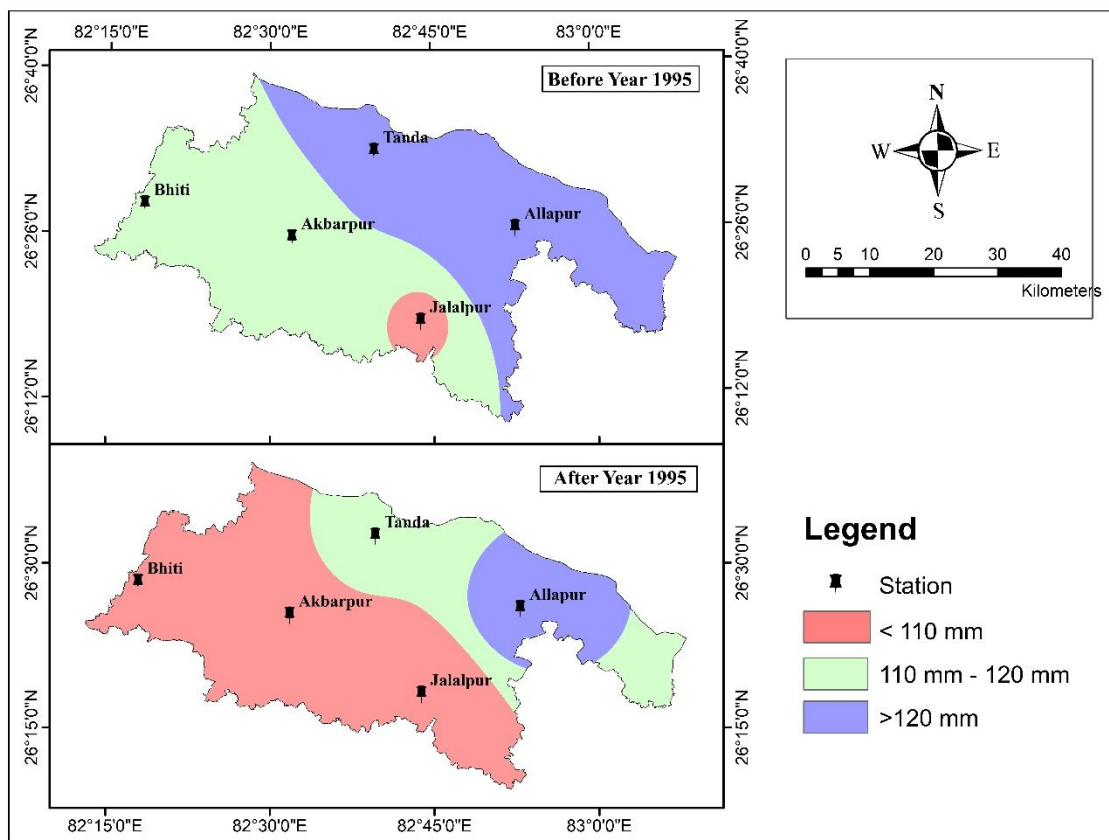 82°15'0"E 82°30'0"E 82°45'0"E 83°0'0"E
26°40'0"N
26°26'0"N
26°12'0"N
Before Year 1995
Tanda
Bhiti
Akbarpur
Allapur
Jalalpur
26°40'0"N
26°26'0"N
26°12'0"N
26°30'0"N
26°15'0"N
After Year 1995
Tanda
Bhiti
Akbarpur
Allapur
Jalalpur
26°30'0"N
26°15'0"N
82°15'0"E 82°30'0"E 82°45'0"E 83°0'0"E
N
W E
S
0 5 10 20 30 40
Kilometers
Legend
Station
< 110 mm
110 mm - 120 mm
>120 mm